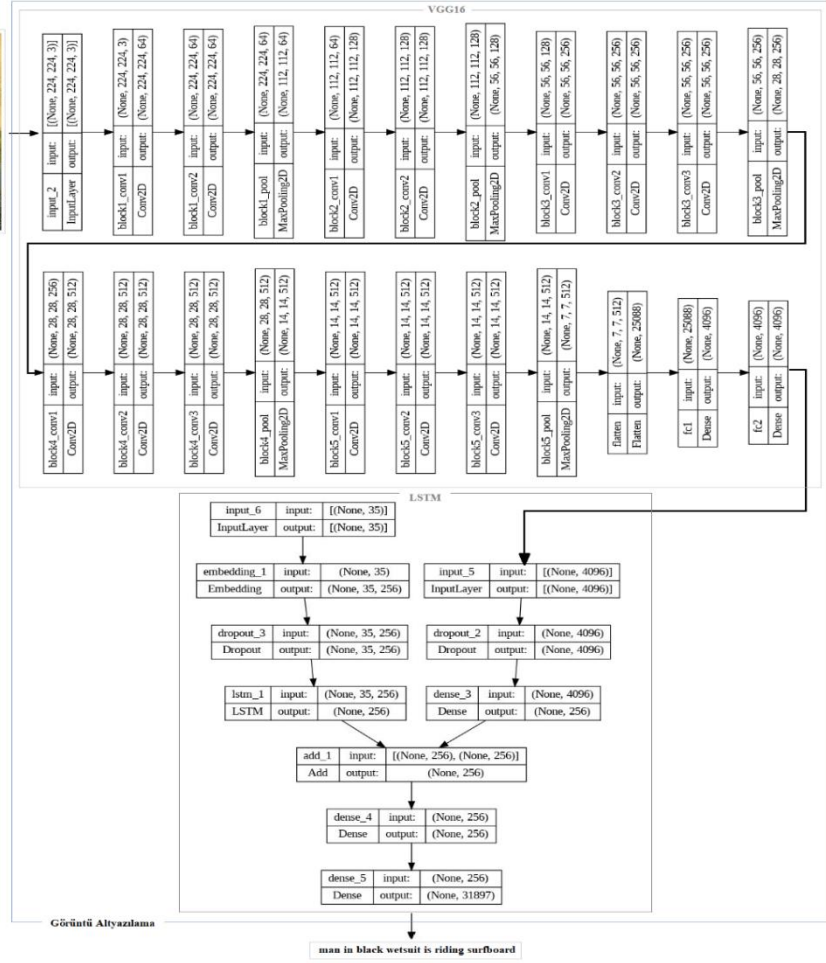 VGG16
input_2 input: [(None, 224, 224, 3)]
InputLayer output: [(None, 224, 224, 3)]
block1_conv1 input: (None, 224, 224, 3)
Conv2D output: (None, 224, 224, 64)
block1_conv2 input: (None, 224, 224, 64)
Conv2D output: (None, 224, 224, 64)
block1_pool input: (None, 224, 224, 64)
MaxPooling2D output: (None, 112, 112, 64)
block2_conv1 input: (None, 112, 112, 64)
Conv2D output: (None, 112, 112, 128)
block2_conv2 input: (None, 112, 112, 128)
Conv2D output: (None, 112, 112, 128)
block2_pool input: (None, 112, 112, 128)
MaxPooling2D output: (None, 56, 56, 128)
block3_conv1 input: (None, 56, 56, 128)
Conv2D output: (None, 56, 56, 256)
block3_conv2 input: (None, 56, 56, 256)
Conv2D output: (None, 56, 56, 256)
block3_conv3 input: (None, 56, 56, 256)
Conv2D output: (None, 56, 56, 256)
block3_pool input: (None, 56, 56, 256)
MaxPooling2D output: (None, 28, 28, 256)
block4_conv1 input: (None, 28, 28, 256)
Conv2D output: (None, 28, 28, 512)
block4_conv2 input: (None, 28, 28, 512)
Conv2D output: (None, 28, 28, 512)
block4_conv3 input: (None, 28, 28, 512)
Conv2D output: (None, 28, 28, 512)
block4_pool input: (None, 28, 28, 512)
MaxPooling2D output: (None, 14, 14, 512)
block5_conv1 input: (None, 14, 14, 512)
Conv2D output: (None, 14, 14, 512)
block5_conv2 input: (None, 14, 14, 512)
Conv2D output: (None, 14, 14, 512)
block5_conv3 input: (None, 14, 14, 512)
Conv2D output: (None, 14, 14, 512)
block5_pool input: (None, 14, 14, 512)
MaxPooling2D output: (None, 7, 7, 512)
flatten input: (None, 7, 7, 512)
Flatten output: (None, 25088)
fc1 input: (None, 25088)
Dense output: (None, 4096)
fc2 input: (None, 4096)
Dense output: (None, 4096)
LSTM
input_6 input: [(None, 35)]
InputLayer output: [(None, 35)]
embedding_1 input: (None, 35)
Embedding output: (None, 35, 256)
input_5 input: [(None, 4096)]
InputLayer output: [(None, 4096)]
dropout_3 input: (None, 35, 256)
Dropout output: (None, 35, 256)
dropout_2 input: (None, 4096)
Dropout output: (None, 4096)
lstm_1 input: (None, 35, 256)
LSTM output: (None, 256)
dense_3 input: (None, 4096)
Dense output: (None, 256)
add_1 input: [(None, 256), (None, 256)]
Add output: (None, 256)
dense_4 input: (None, 256)
Dense output: (None, 256)
dense_5 input: (None, 256)
Dense output: (None, 31897)
Görüntü Altyazılama
man in black wetsuit is riding surfboard